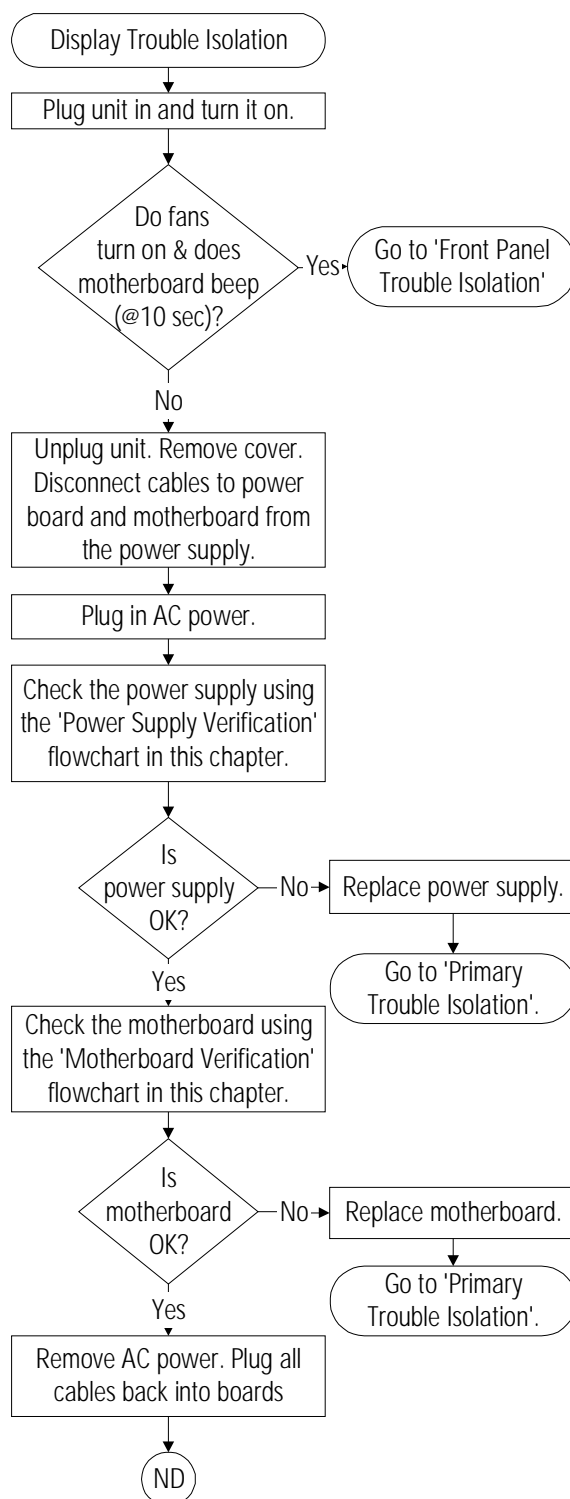 Display Trouble Isolation
Plug unit in and turn it on.
Do fans
turn on & does
motherboard beep
(@10 sec)?
Yes
Go to 'Front Panel
Trouble Isolation'
No
Unplug unit. Remove cover.
Disconnect cables to power
board and motherboard from
the power supply.
Plug in AC power.
Check the power supply using
the 'Power Supply Verification'
flowchart in this chapter.
Is
power supply
OK?
No
Replace power supply.
Go to 'Primary
Trouble Isolation'.
Yes
Check the motherboard using
the 'Motherboard Verification'
flowchart in this chapter.
Is
motherboard
OK?
No
Replace motherboard.
Go to 'Primary
Trouble Isolation'.
Yes
Remove AC power. Plug all
cables back into boards
ND